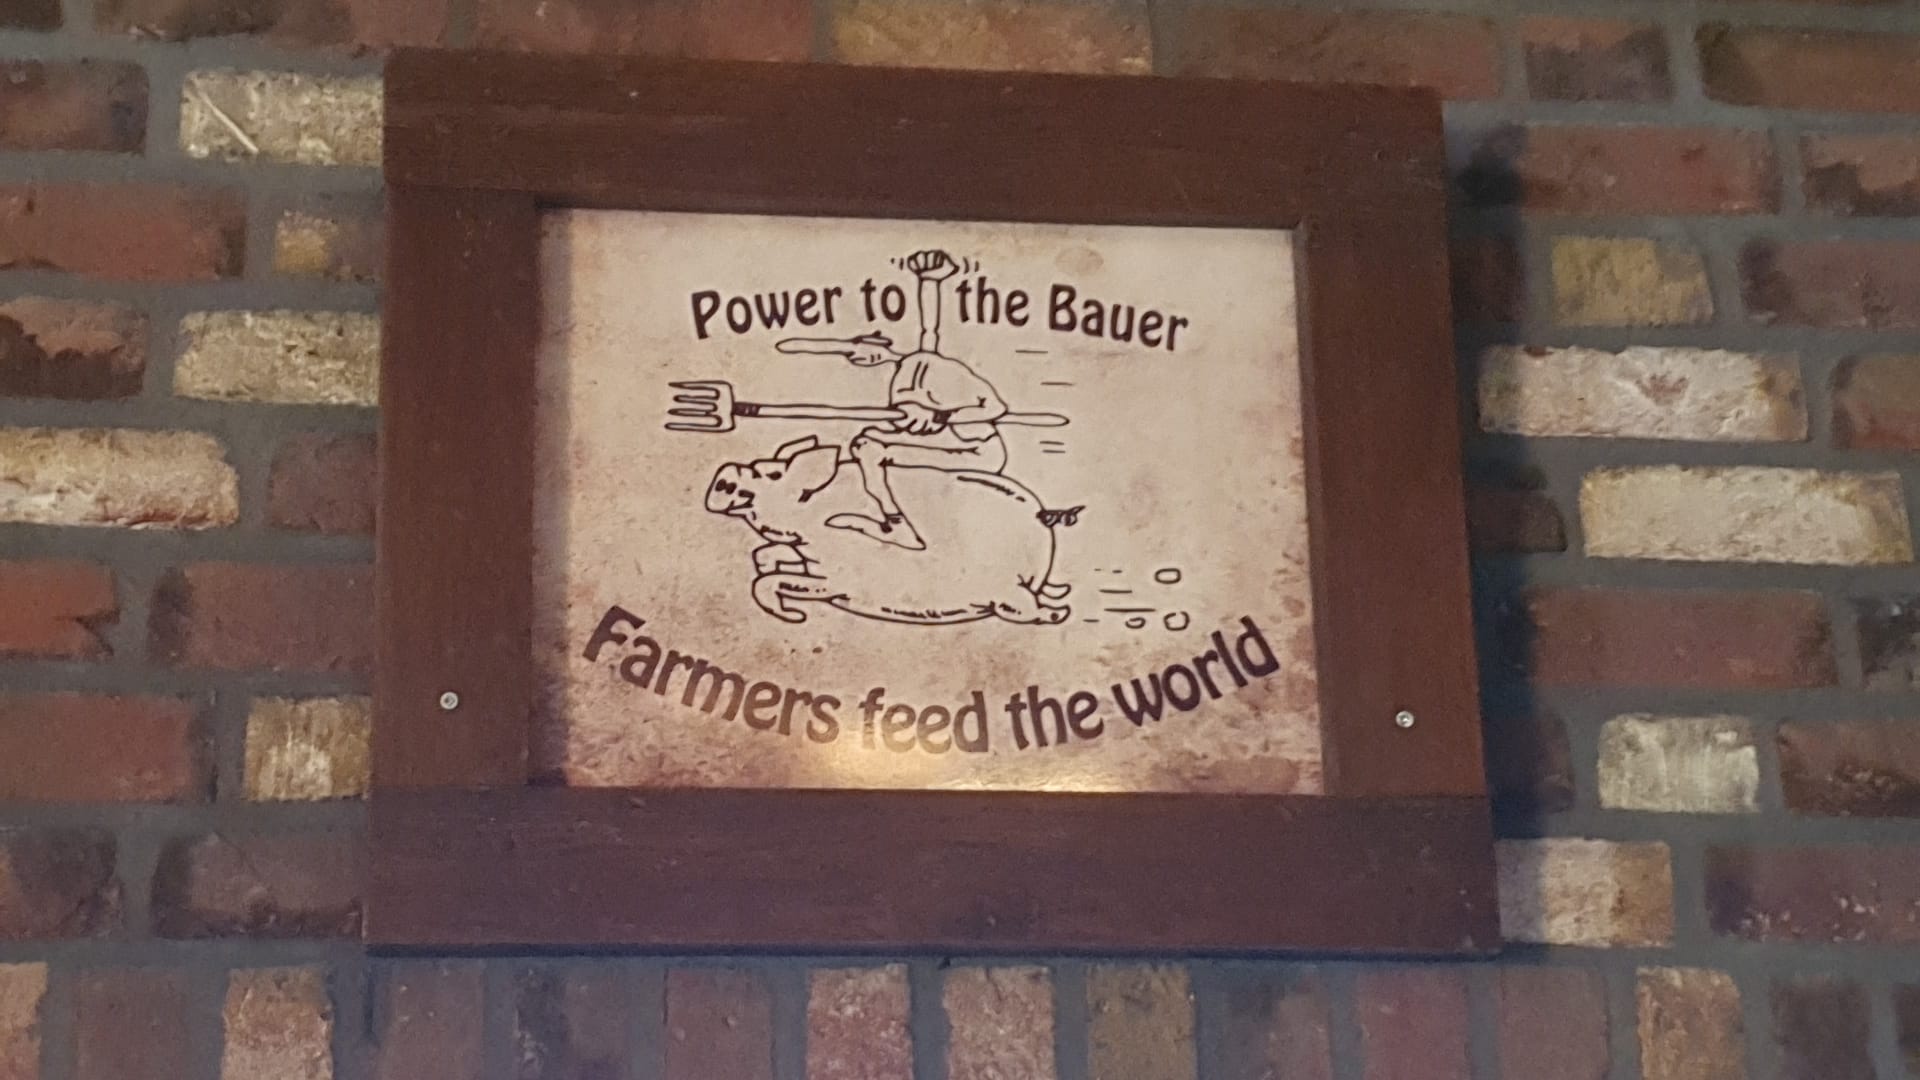 Power to the Bauer
Farmers feed the world